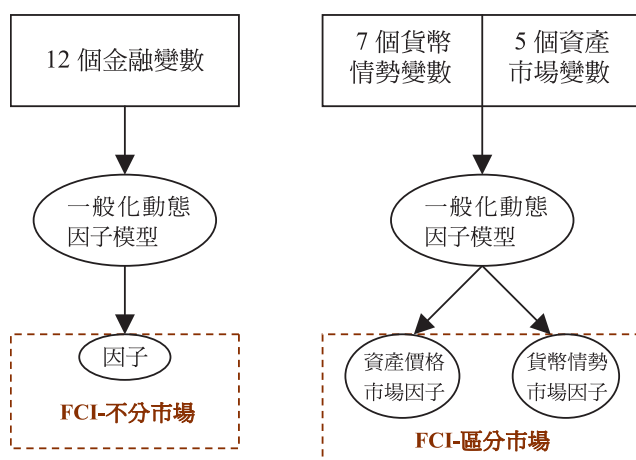 12 個金融變數
一般化動態
因子模型
因子
FCI-不分市場
7 個貨幣
情勢變數
5 個資產
市場變數
一般化動態
因子模型
資產價格
市場因子
貨幣情勢
市場因子
FCI-區分市場